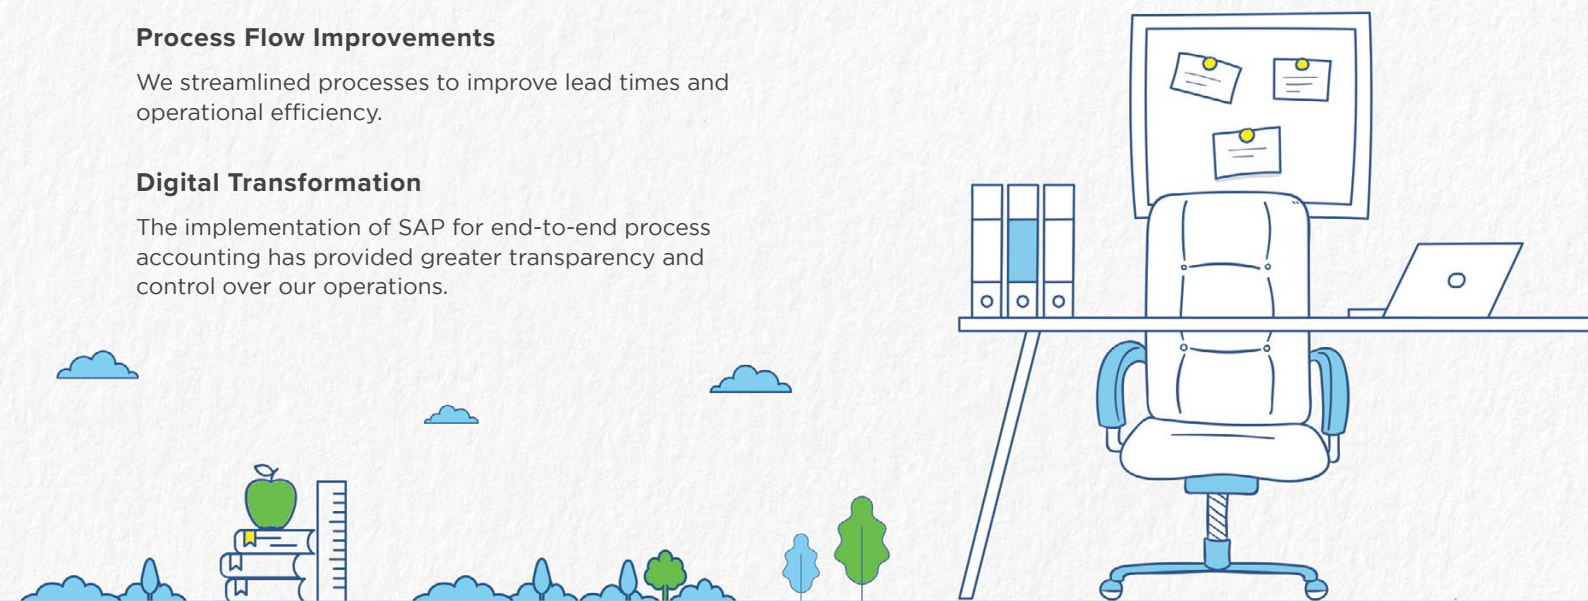 Process Flow Improvements
We streamlined processes to improve lead times and
operational efficiency.
Digital Transformation
The implementation of SAP for end-to-end process
accounting has provided greater transparency and
control over our operations.